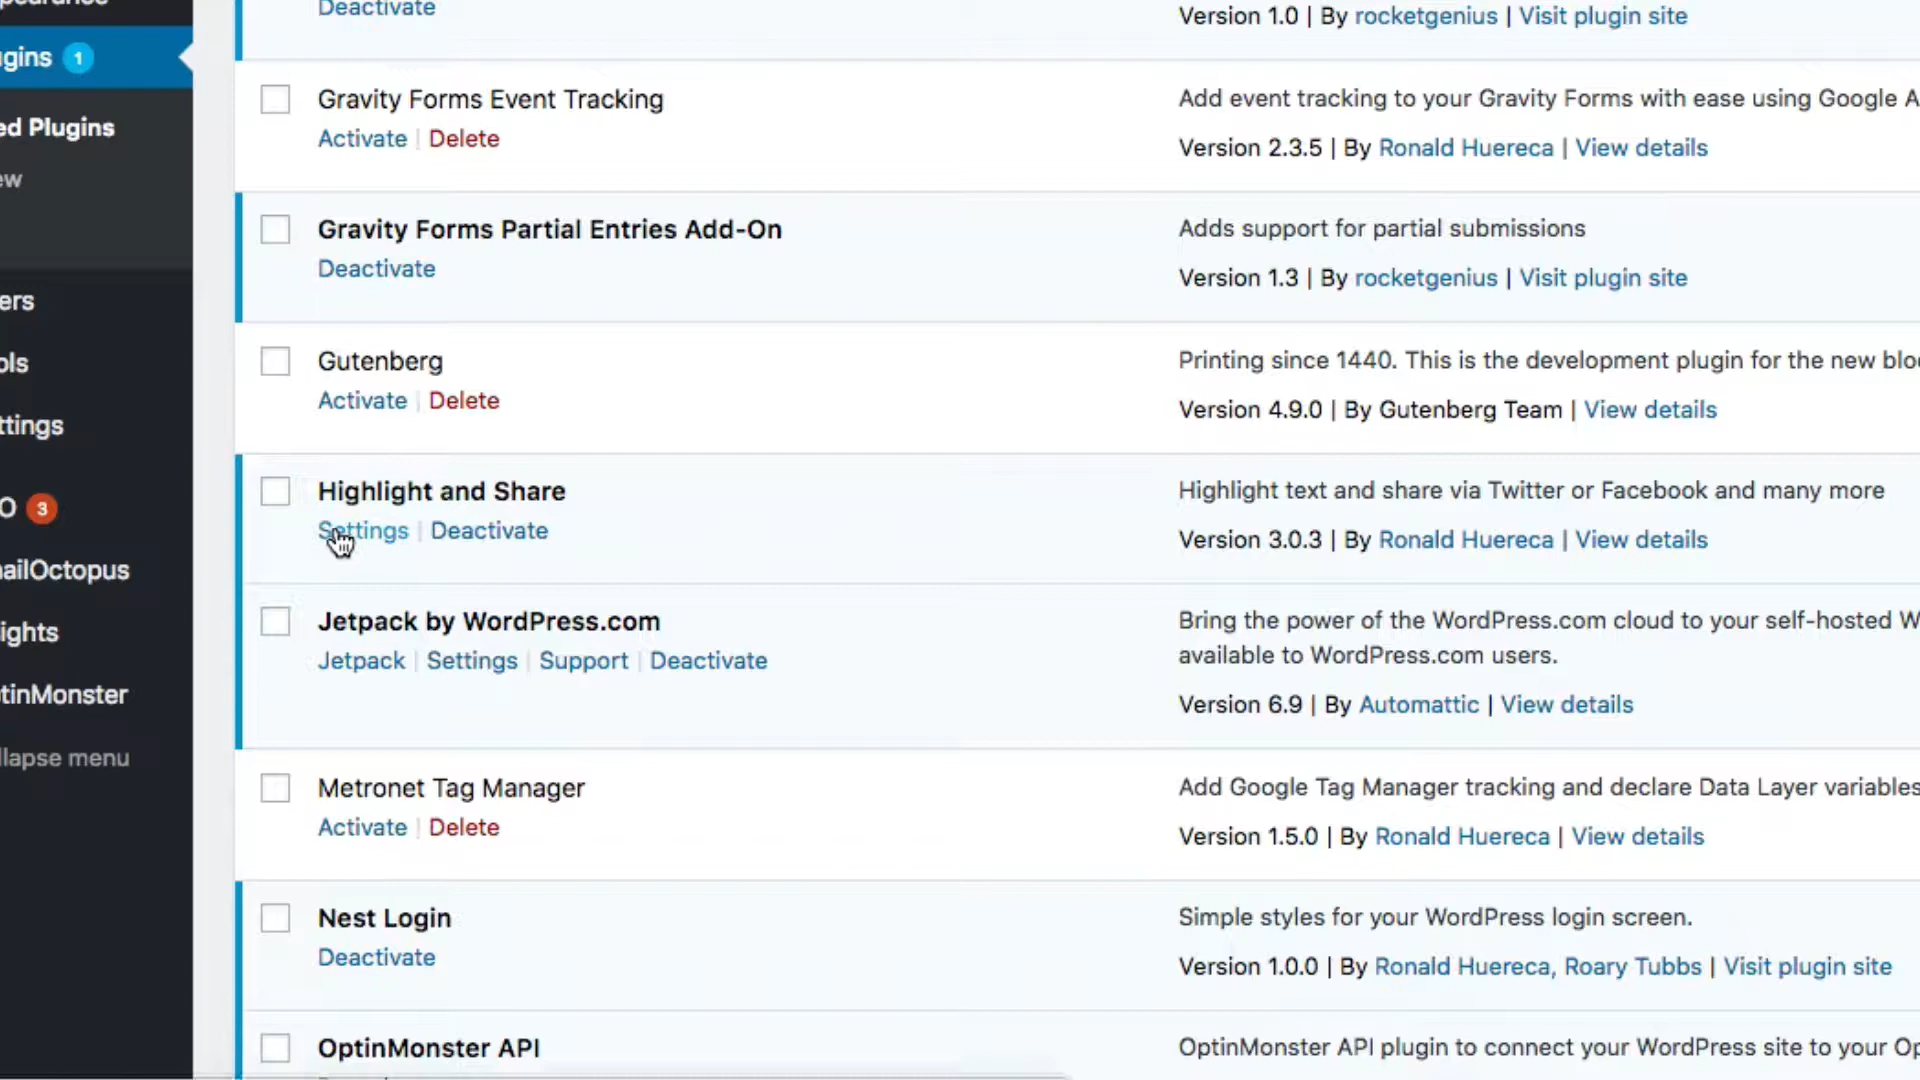 Deactivate
Version 1.0 | By rocketgenius | Visit plugin site
gins 1
Gravity Forms Event Tracking
Add event tracking to your Gravity Forms with ease using Google A
Activate | Delete
Version 2.3.5 | By Ronald Huereca | View details
ed Plugins
ew
Gravity Forms Partial Entries Add-On
Adds support for partial submissions
Deactivate
Version 1.3 | By rocketgenius | Visit plugin site
ers
ols
ttings
Gutenberg
Printing since 1440. This is the development plugin for the new bloc
Activate | Delete
Version 4.9.0 | By Gutenberg Team | View details
Highlight and Share
Highlight text and share via Twitter or Facebook and many more
O 3
Settings | Deactivate
Version 3.0.3 | By Ronald Huereca | View details
ailOctopus
ights
tinMonster
llapse menu
Jetpack by WordPress.com
Bring the power of the WordPress.com cloud to your self-hosted W
available to WordPress.com users.
Jetpack | Settings | Support | Deactivate
Version 6.9 | By Automattic | View details
Metronet Tag Manager
Add Google Tag Manager tracking and declare Data Layer variables
Activate | Delete
Version 1.5.0 | By Ronald Huereca | View details
Nest Login
Simple styles for your WordPress login screen.
Deactivate
Version 1.0.0 | By Ronald Huereca, Roary Tubbs | Visit plugin site
OptinMonster API
OptinMonster API plugin to connect your WordPress site to your Op